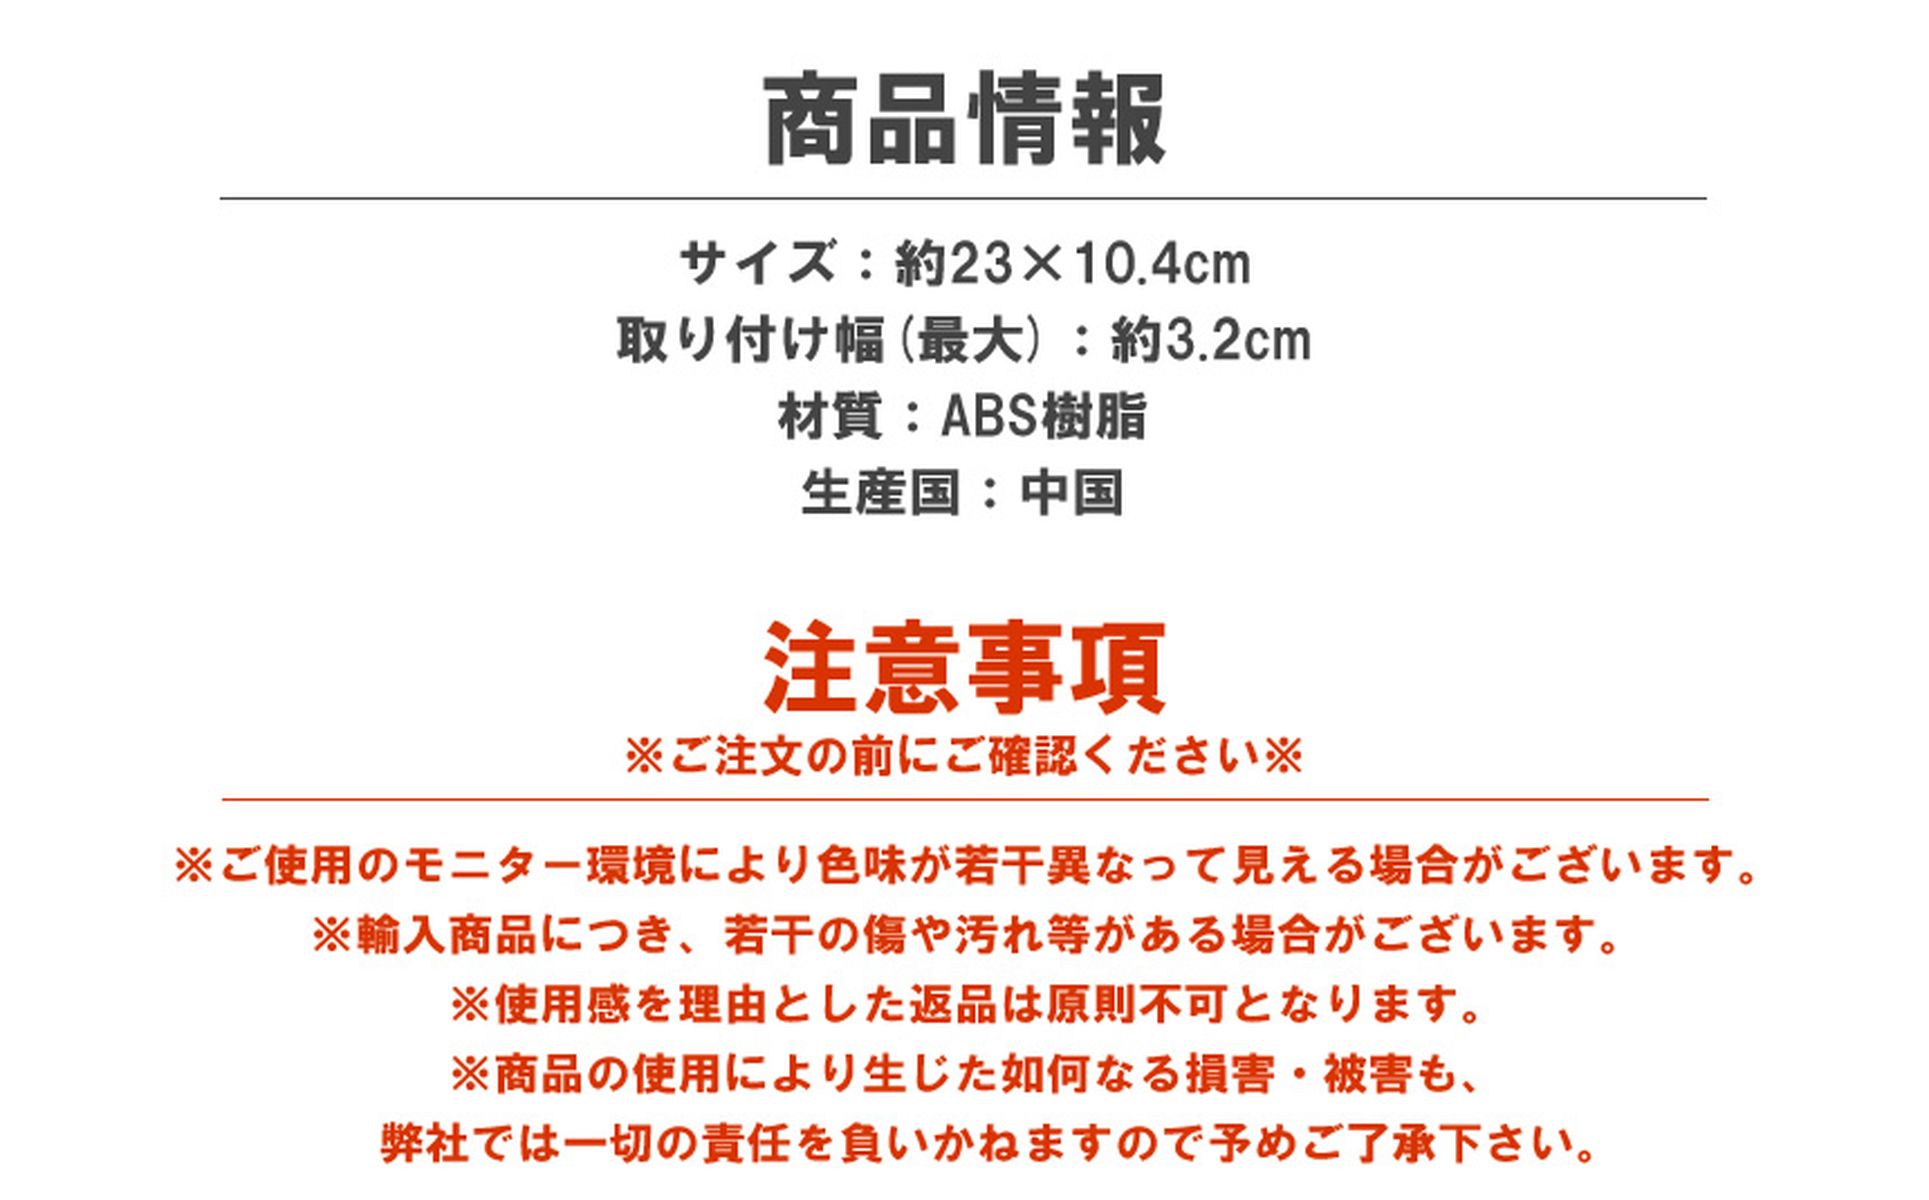 商品情報
サイズ：約23×10.4cm
取り付け幅(最大)：約3.2cm
材質：ABS樹脂
生産国：中国
注意事項
※ご注文の前にご確認ください※
※ご使用のモニター環境により色味が若干異なって見える場合がございます。
※輸入商品につき、若干の傷や汚れ等がある場合がございます。
※使用感を理由とした返品は原則不可となります。
※商品の使用により生じた如何なる損害・被害も、
弊社では一切の責任を負いかねますので予めご了承下さい。